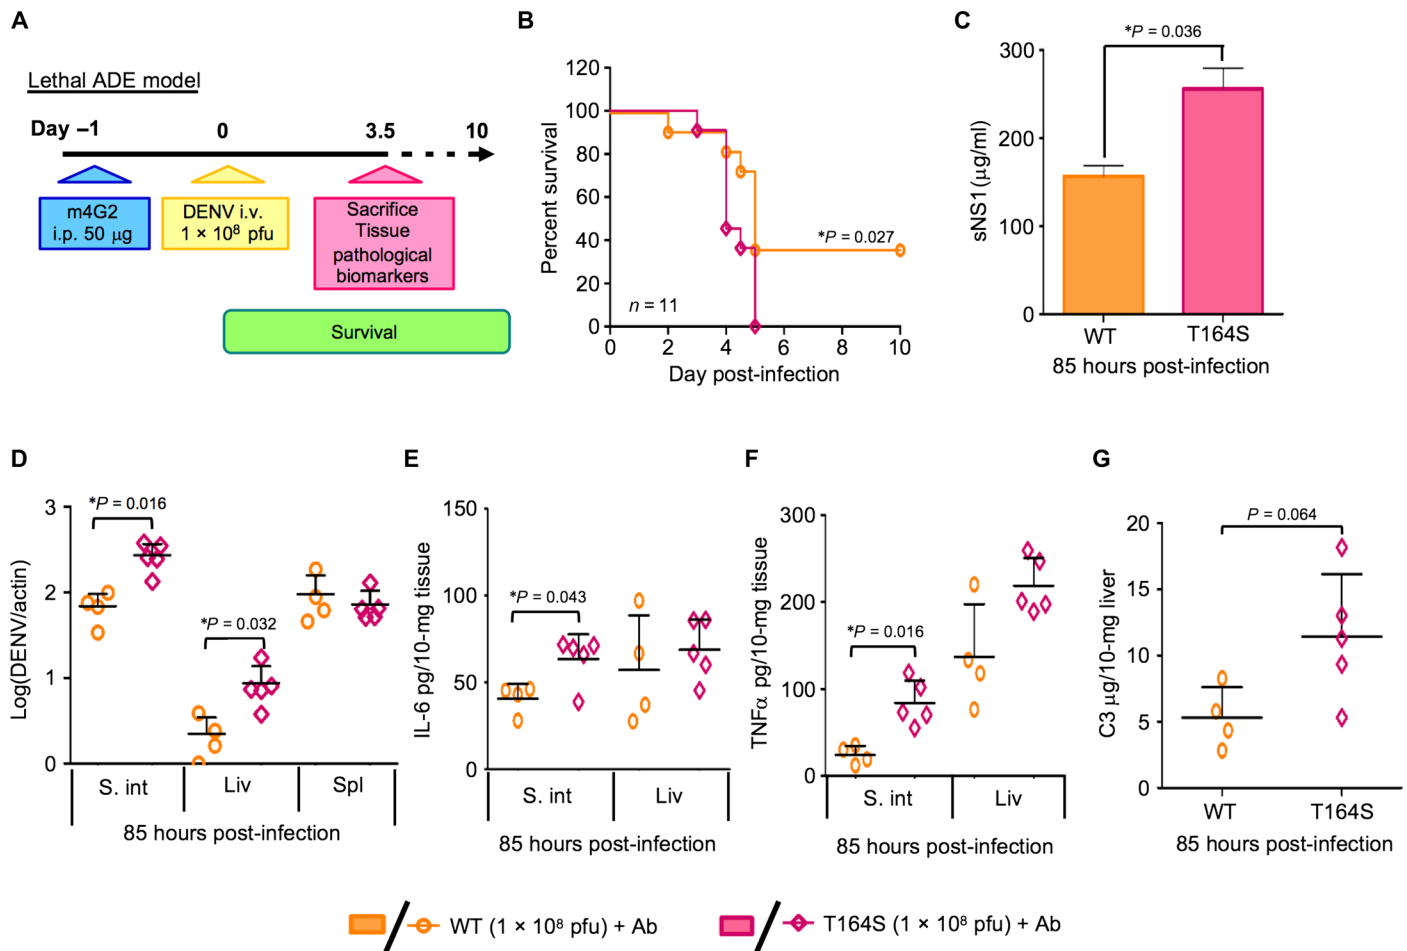 A
Lethal ADE model
Day –1
0
3.5
10
m4G2
i.p. 50 µg
DENV i.v.
1 × 10⁸ pfu
Sacrifice
Tissue
pathological
biomarkers
Survival
B
120
100
80
60
40
20
0
Percent survival
*P = 0.027
n = 11
0 2 4 6 8 10
Day post-infection
C
*P = 0.036
300
200
100
0
sNS1 (µg/ml)
WT
T164S
85 hours post-infection
D
*P = 0.016
*P = 0.032
3
2
1
0
Log(DENV/actin)
S. int
Liv
Spl
85 hours post-infection
E
150
100
50
0
IL-6 pg/10-mg tissue
*P = 0.043
S. int
Liv
85 hours post-infection
F
300
200
100
0
TNFα pg/10-mg tissue
*P = 0.016
S. int
Liv
85 hours post-infection
G
P = 0.064
20
15
10
5
0
C3 µg/10-mg liver
WT
T164S
85 hours post-infection
WT (1 × 10⁸ pfu) + Ab
T164S (1 × 10⁸ pfu) + Ab